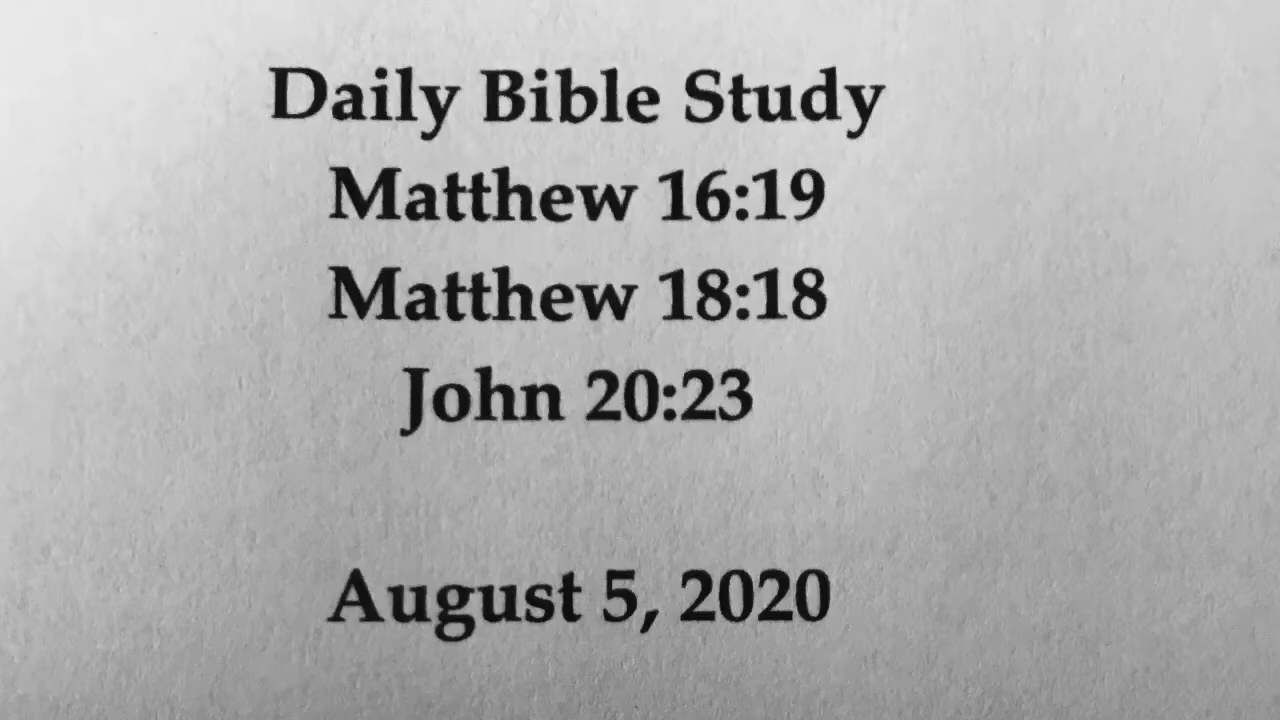 Daily Bible Study
Matthew 16:19
Matthew 18:18
John 20:23
August 5, 2020